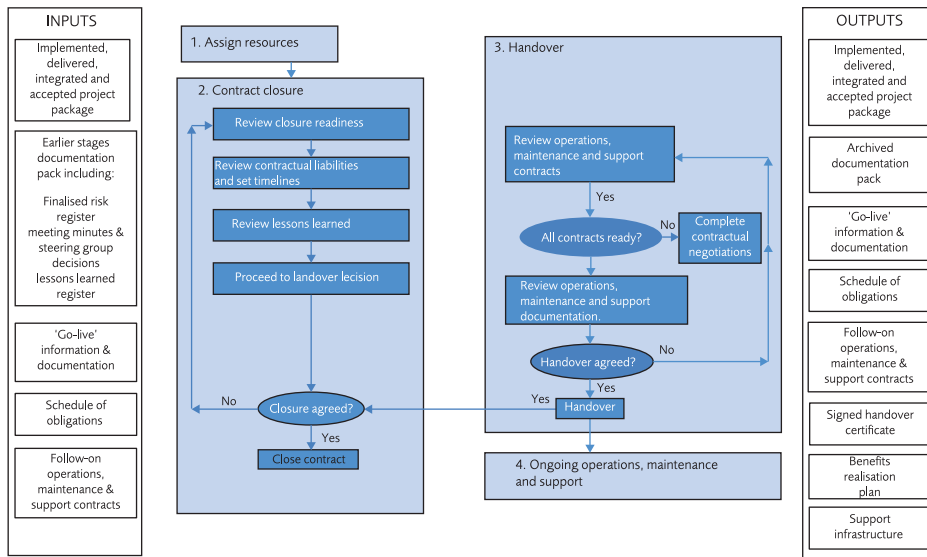 INPUTS
Implemented,
delivered,
integrated and
accepted project
package
Earlier stages
documentation
pack including:
Finalised risk
register
meeting minutes &
steering group
decisions
lessons learned
register
'Go-live'
information &
documentation
Schedule of
obligations
Follow-on
operations,
maintenance &
support contracts
1. Assign resources
2. Contract closure
Review closure readiness
Review contractual liabilities
and set timelines
Review lessons learned
Proceed to landover lecision
No
Closure agreed?
Yes
Close contract
3. Handover
Review operations,
maintenance and support
contracts
Yes
All contracts ready?
No
Complete
contractual
negotiations
Review operations,
maintenance and support
documentation.
Handover agreed?
No
Yes
Yes
Handover
4. Ongoing operations, maintenance
and support
OUTPUTS
Implemented,
delivered,
integrated and
accepted project
package
Archived
documentation
pack
'Go-live'
information &
documentation
Schedule of
obligations
Follow-on
operations,
maintenance &
support contracts
Signed handover
certificate
Benefits
realisation
plan
Support
infrastructure